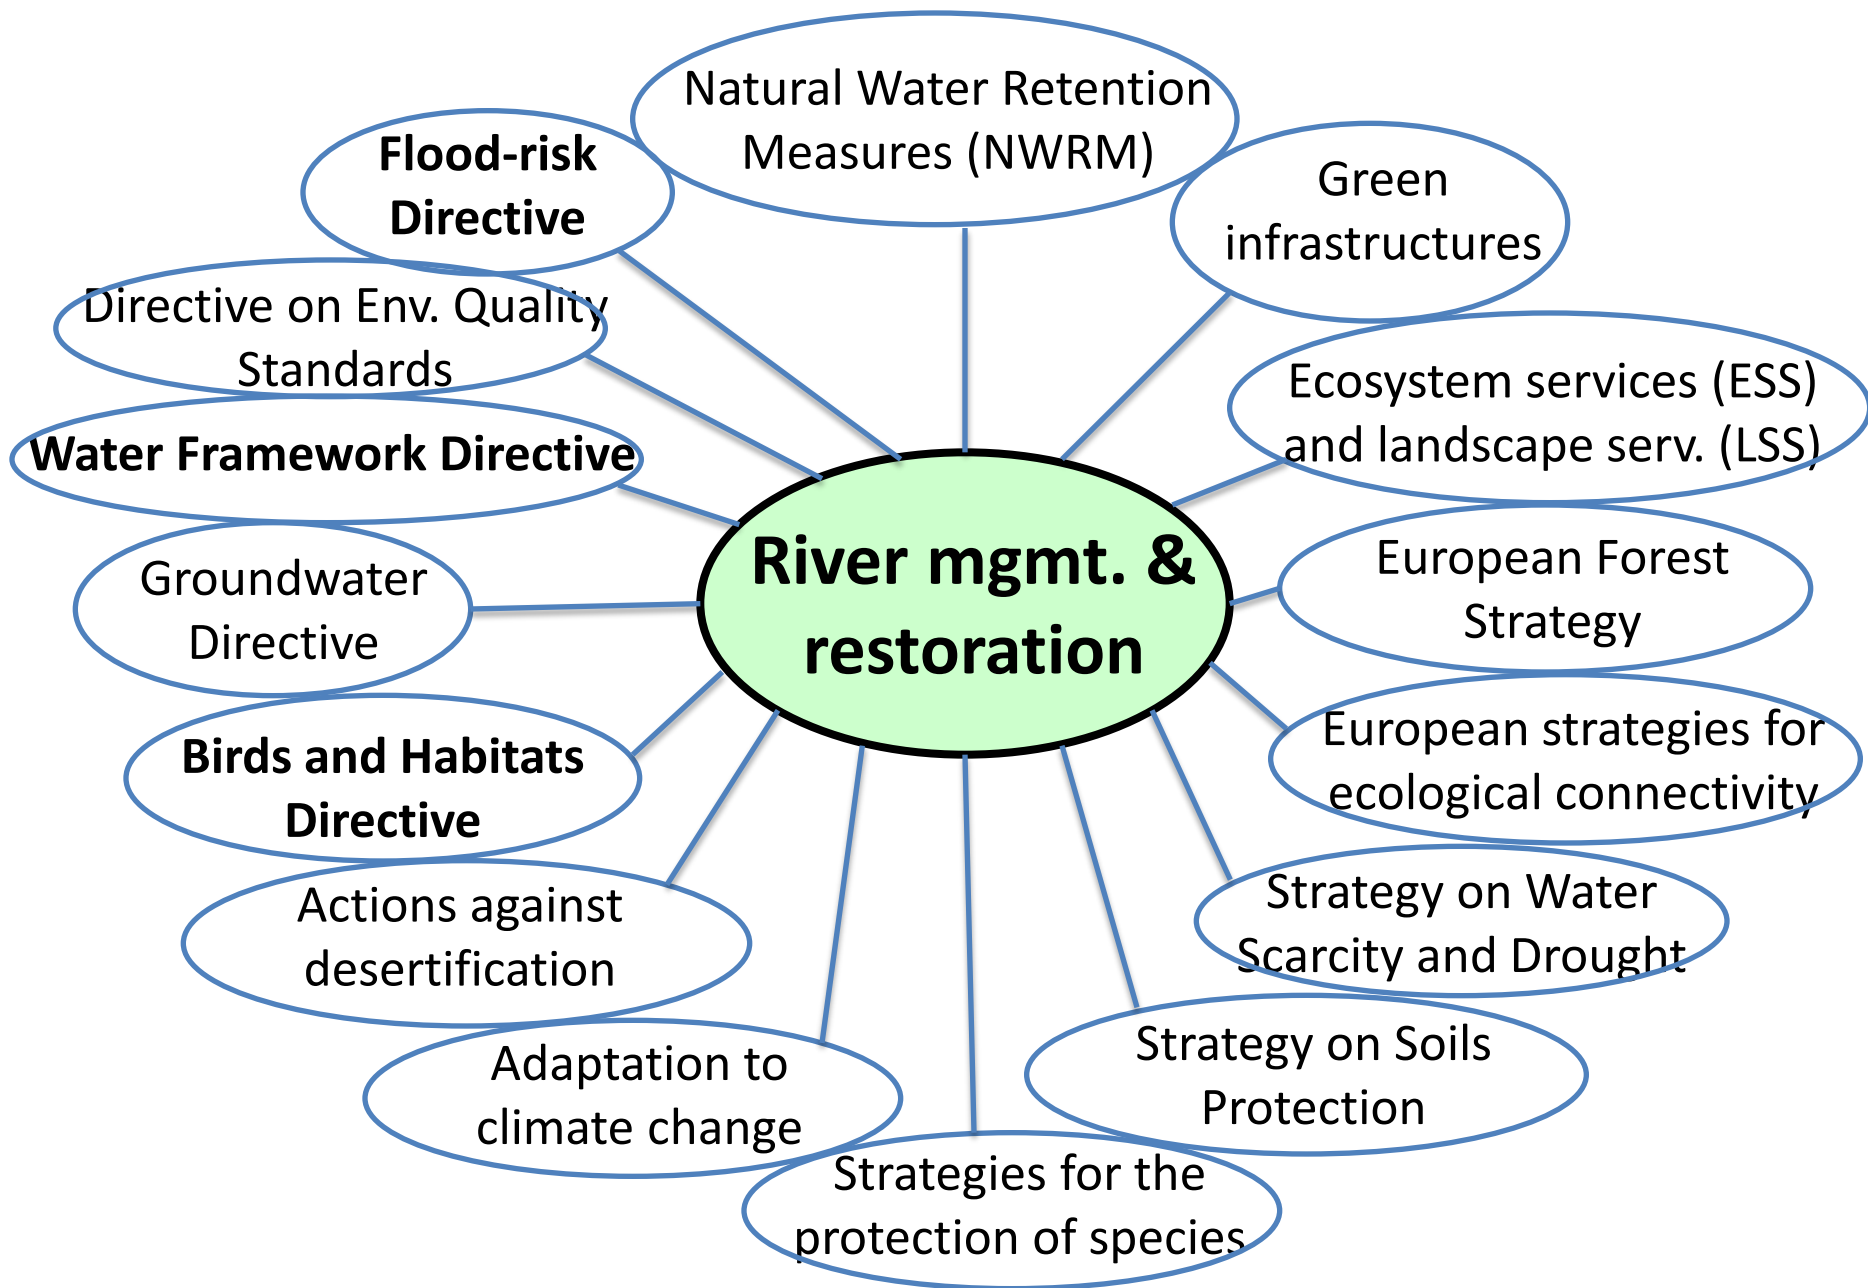 Natural Water Retention
Measures (NWRM)
Flood-risk
Directive
Green
infrastructures
Directive on Env. Quality
Standards
Ecosystem services (ESS)
and landscape serv. (LSS)
Water Framework Directive
River mgmt. &
restoration
European Forest
Strategy
Groundwater
Directive
European strategies for
ecological connectivity
Birds and Habitats
Directive
Strategy on Water
Scarcity and Drought
Actions against
desertification
Strategy on Soils
Protection
Adaptation to
climate change
Strategies for the
protection of species